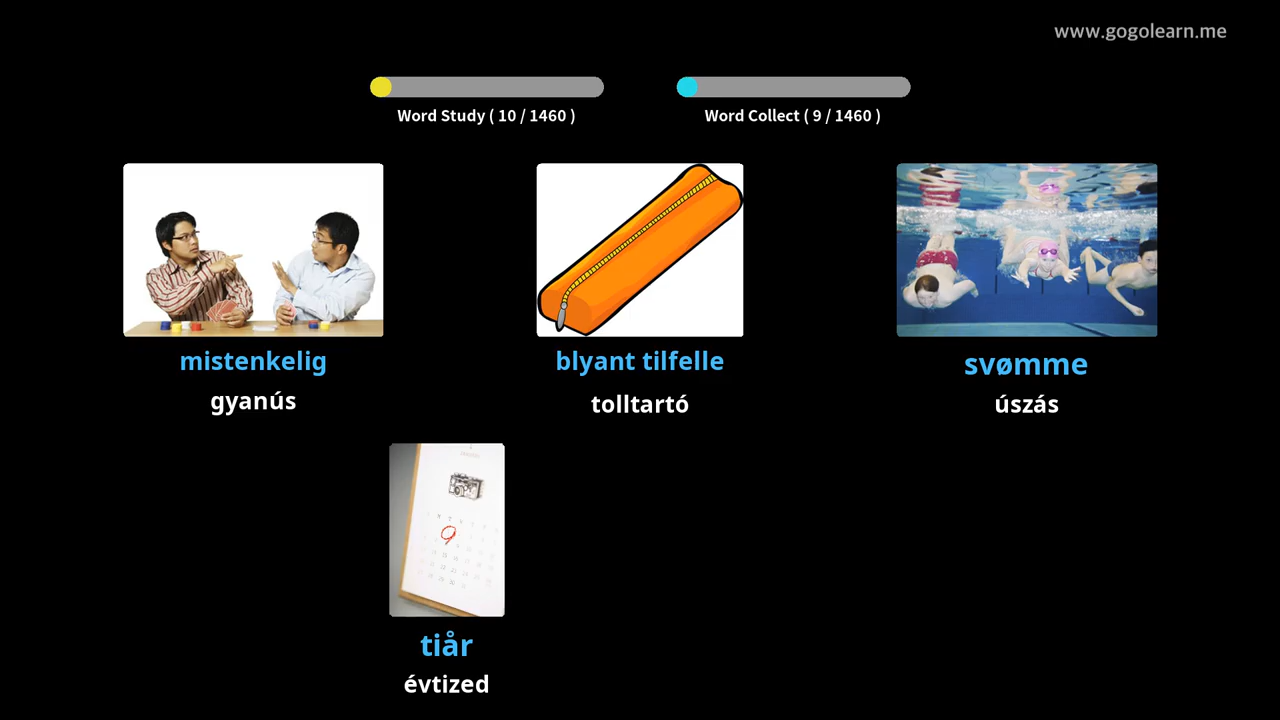 www.gogolearn.me
Word Study ( 10 / 1460 )
Word Collect ( 9 / 1460 )
mistenkelig
gyanús
blyant tilfelle
tolltartó
svømme
úszás
tiår
évtized